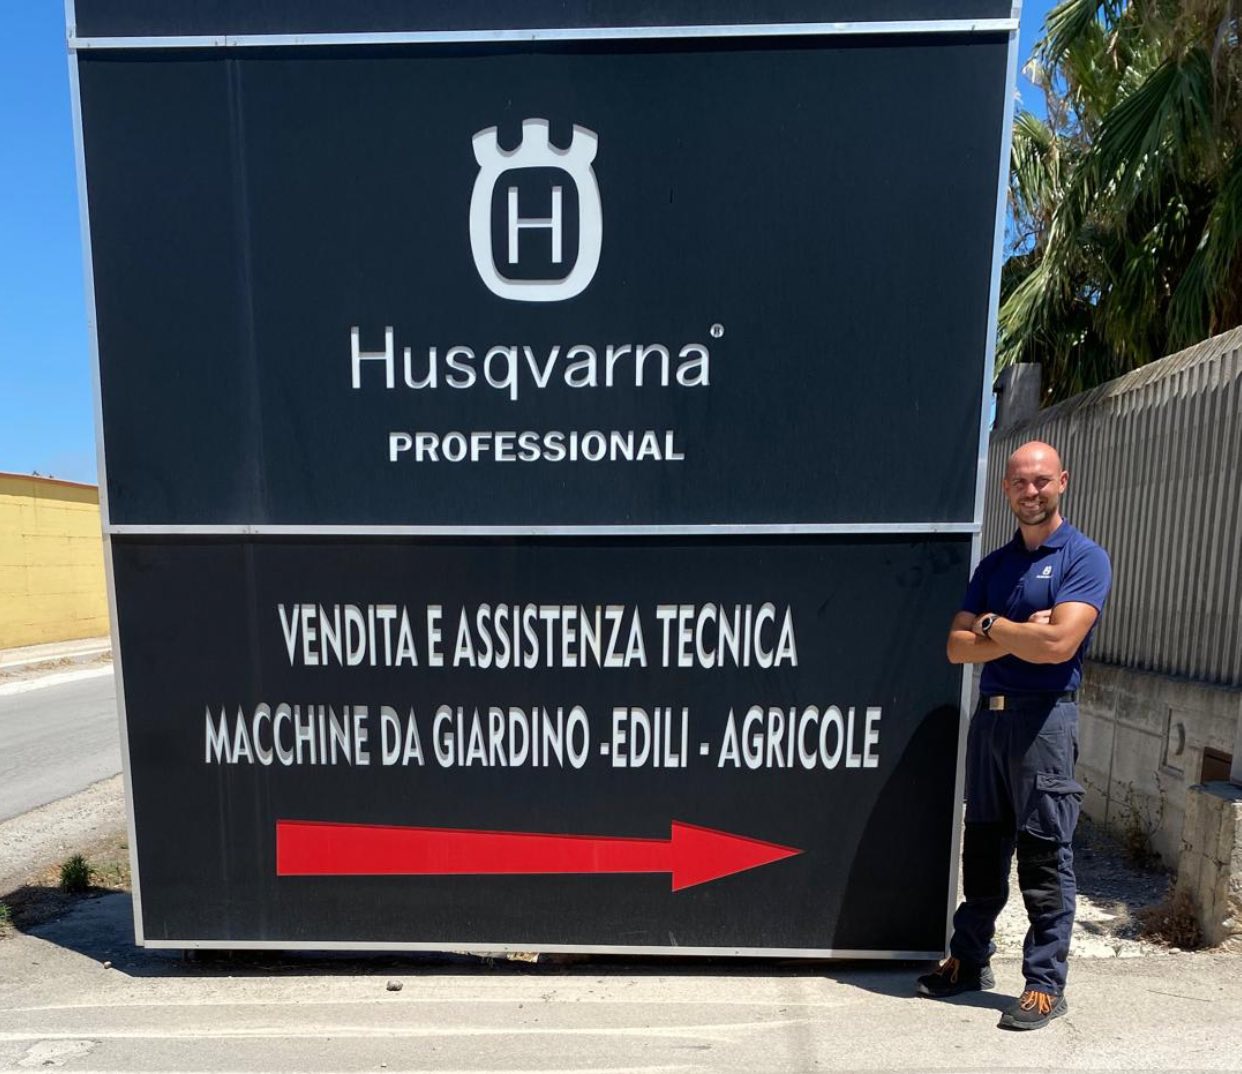 H
Husqvarna®
PROFESSIONAL
VENDITA E ASSISTENZA TECNICA
MACCHINE DA GIARDINO -EDILI - AGRICOLE